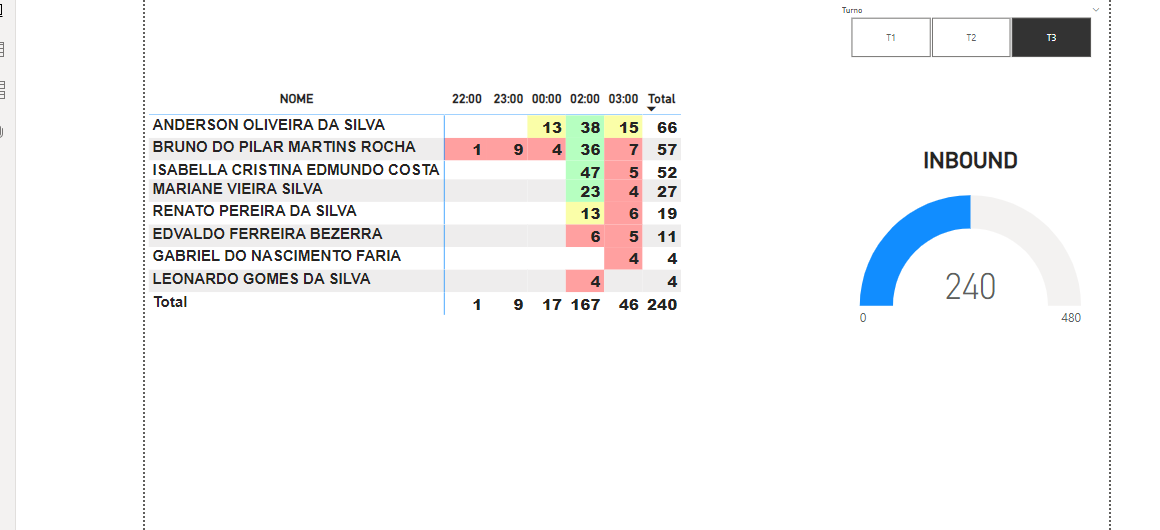 Turno
T1 T2 T3
NOME 22:00 23:00 00:00 02:00 03:00 Total
ANDERSON OLIVEIRA DA SILVA 13 38 15 66
BRUNO DO PILAR MARTINS ROCHA 1 9 4 36 7 57
ISABELLA CRISTINA EDMUNDO COSTA 47 5 52
MARIANE VIEIRA SILVA 23 4 27
RENATO PEREIRA DA SILVA 13 6 19
EDVALDO FERREIRA BEZERRA 6 5 11
GABRIEL DO NASCIMENTO FARIA 4 4
LEONARDO GOMES DA SILVA 4 4
Total 1 9 17 167 46 240
INBOUND
240
0 480